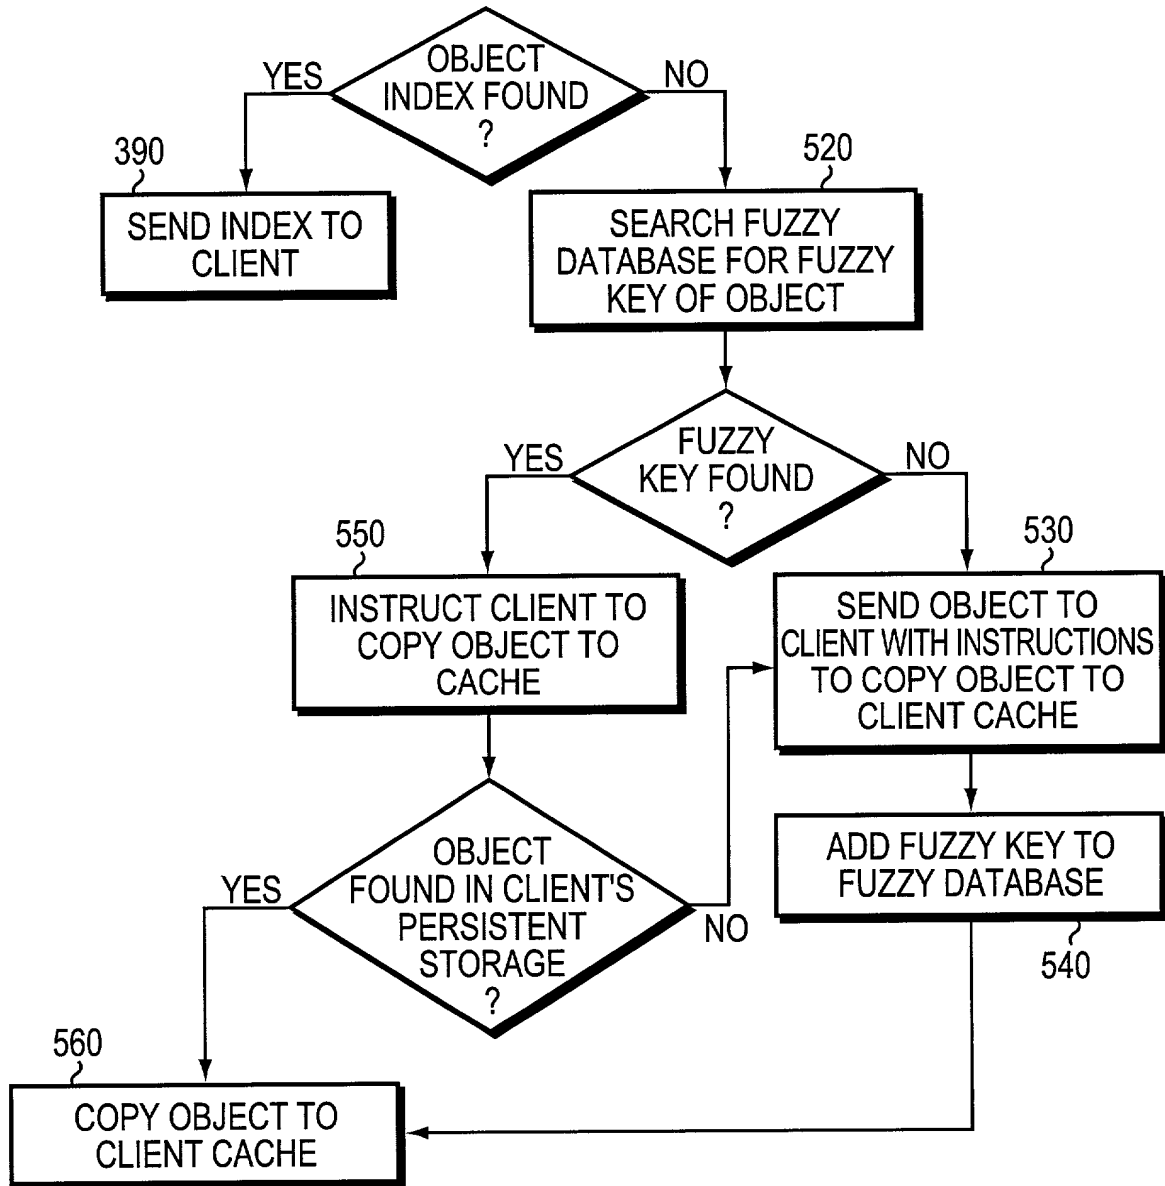 OBJECT
INDEX FOUND
?
YES
NO
390
SEND INDEX TO
CLIENT
520
SEARCH FUZZY
DATABASE FOR FUZZY
KEY OF OBJECT
FUZZY
KEY FOUND
?
YES
NO
550
INSTRUCT CLIENT TO
COPY OBJECT TO
CACHE
530
SEND OBJECT TO
CLIENT WITH INSTRUCTIONS
TO COPY OBJECT TO
CLIENT CACHE
OBJECT
FOUND IN CLIENT'S
PERSISTENT
STORAGE
?
YES
NO
ADD FUZZY KEY TO
FUZZY DATABASE
540
560
COPY OBJECT TO
CLIENT CACHE